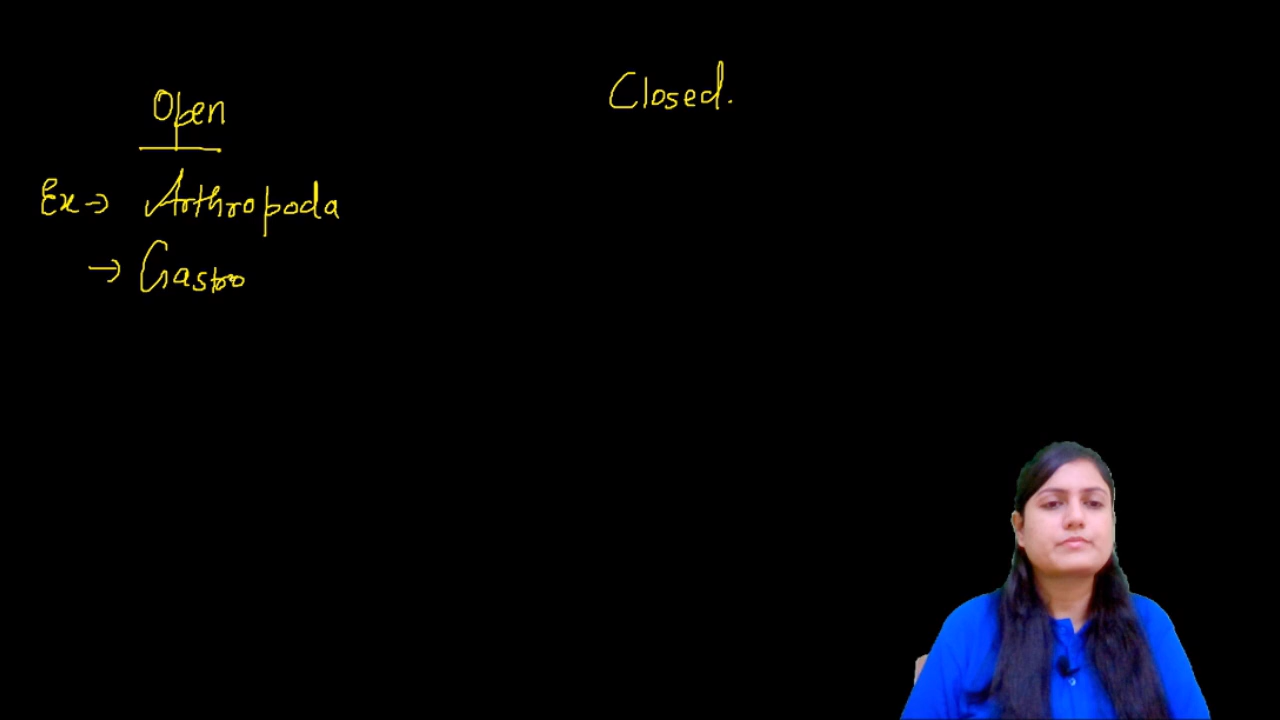 Open
Closed.
Ex→ Arthropoda
→ Gastro